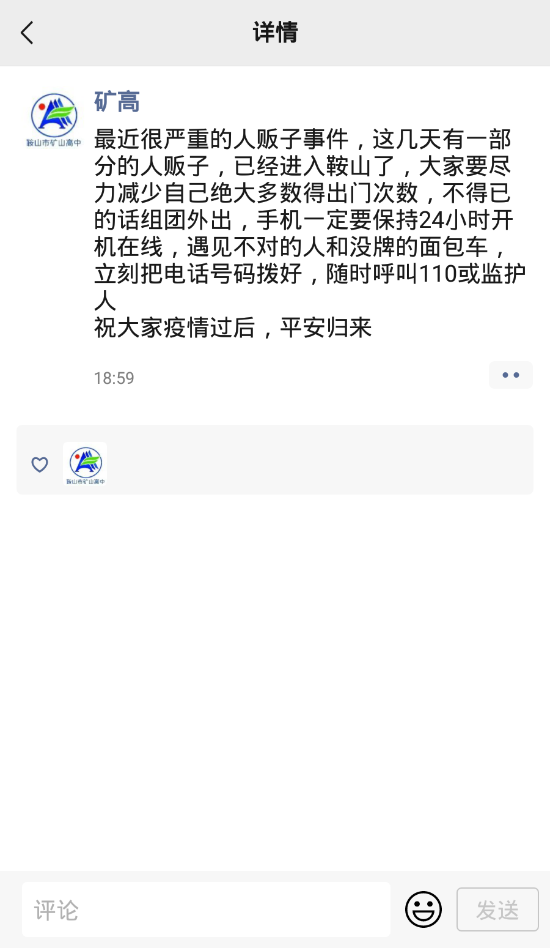 详情
矿高
鞍山市矿山高中
最近很严重的人贩子事件，这几天有一部
分的人贩子，已经进入鞍山了，大家要尽
力减少自己绝大多数得出门次数，不得已
的话组团外出，手机一定要保持24小时开
机在线，遇见不对的人和没牌的面包车，
立刻把电话号码拨好，随时呼叫110或监护
人
祝大家疫情过后，平安归来
18:59
鞍山市矿山高中
评论
发送